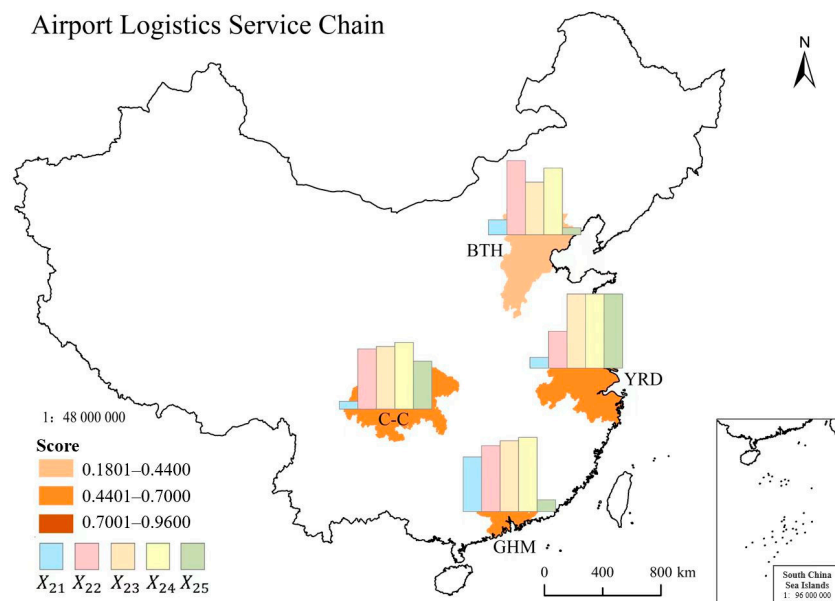 Airport Logistics Service Chain
N
BTH
YRD
C-C
GHM
1: 48 000 000
Score
0.1801–0.4400
0.4401–0.7000
0.7001–0.9600
X21 X22 X23 X24 X25
0 400 800 km
South China
Sea Islands
1: 96 000 000